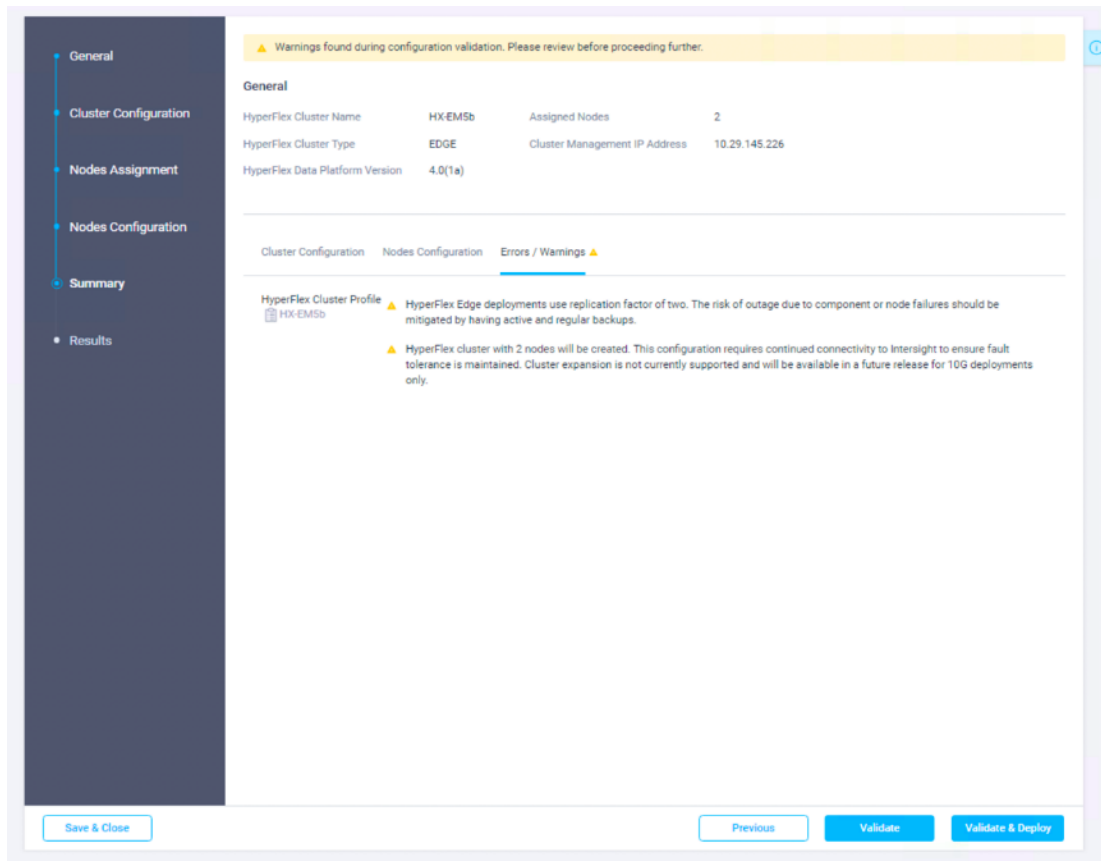 General
Cluster Configuration
Nodes Assignment
Nodes Configuration
Summary
Results
Warnings found during configuration validation. Please review before proceeding further.
General
HyperFlex Cluster Name HX-EM5b Assigned Nodes 2
HyperFlex Cluster Type EDGE Cluster Management IP Address 10.29.145.226
HyperFlex Data Platform Version 4.0(1a)
Cluster Configuration Nodes Configuration Errors / Warnings
HyperFlex Cluster Profile
HX-EM5b
HyperFlex Edge deployments use replication factor of two. The risk of outage due to component or node failures should be
mitigated by having active and regular backups.
HyperFlex cluster with 2 nodes will be created. This configuration requires continued connectivity to Intersight to ensure fault
tolerance is maintained. Cluster expansion is not currently supported and will be available in a future release for 10G deployments
only.
Save & Close Previous Validate Validate & Deploy